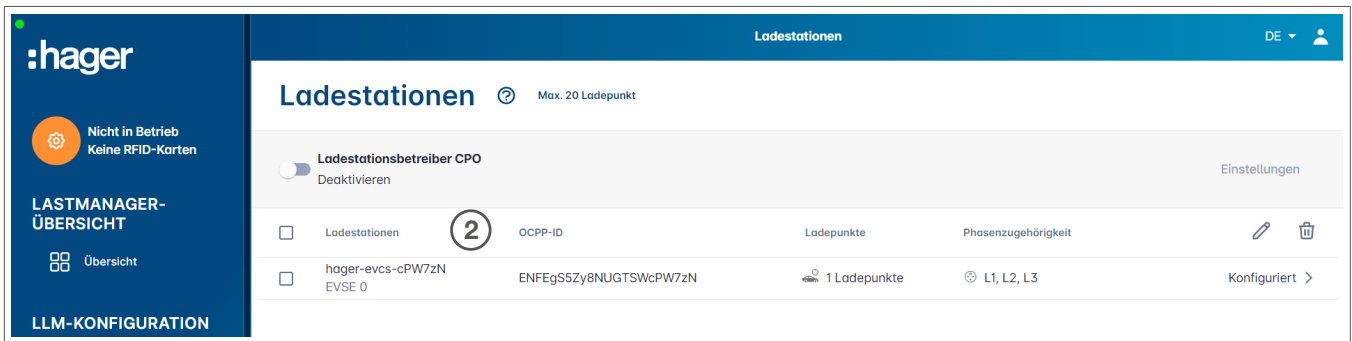 :hager
Ladestationen
DE
Nicht in Betrieb
Keine RFID-Karten
LASTMANAGER-
ÜBERSICHT
Übersicht
LLM-KONFIGURATION
Ladestationen ? Max. 20 Ladepunkt
Ladestationsbetreiber CPO
Deaktivieren
Einstellungen
Ladestationen 2 OCPP-ID Ladepunkte Phasenzugehörigkeit
hager-evcs-cPW7zN
EVSE 0
ENFEgS5Zy8NUGTSWcPW7zN 1 Ladepunkte L1, L2, L3 Konfiguriert >